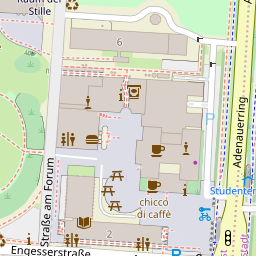 Raum der
Stille
6
P
Adenauerring
Straße am Forum
Studenten
chicco
di caffè
2
Engesserstraße
P